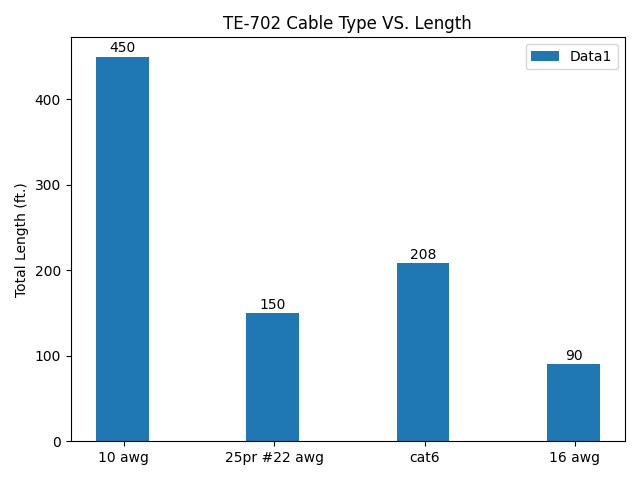 TE-702 Cable Type VS. Length
450
Data1
400
300
Total Length (ft.)
208
200
150
100
90
0
10 awg
25pr #22 awg
cat6
16 awg